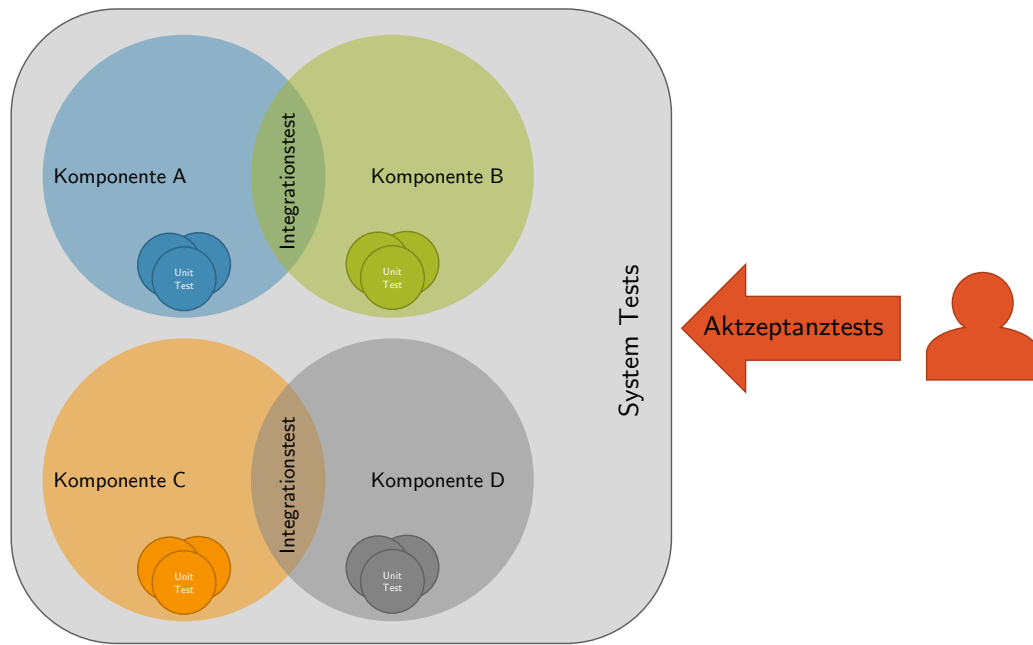 Komponente A
Integrationstest
Komponente B
Unit
Test
Unit
Test
System Tests
Aktzeptanztests
Komponente C
Integrationstest
Komponente D
Unit
Test
Unit
Test